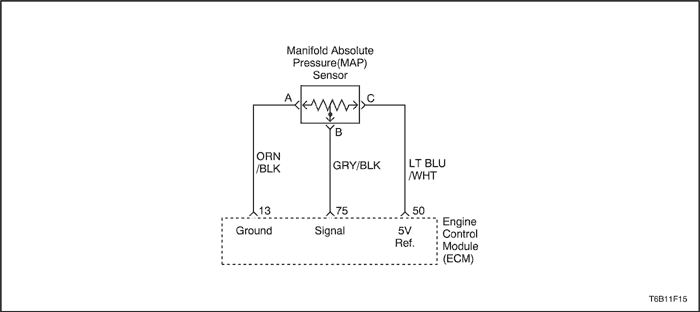 Manifold Absolute
Pressure(MAP)
Sensor
A
C
B
ORN
/BLK
GRY/BLK
LT BLU
/WHT
13
75
50
Ground
Signal
5V
Ref.
Engine
Control
Module
(ECM)
T6B11F15